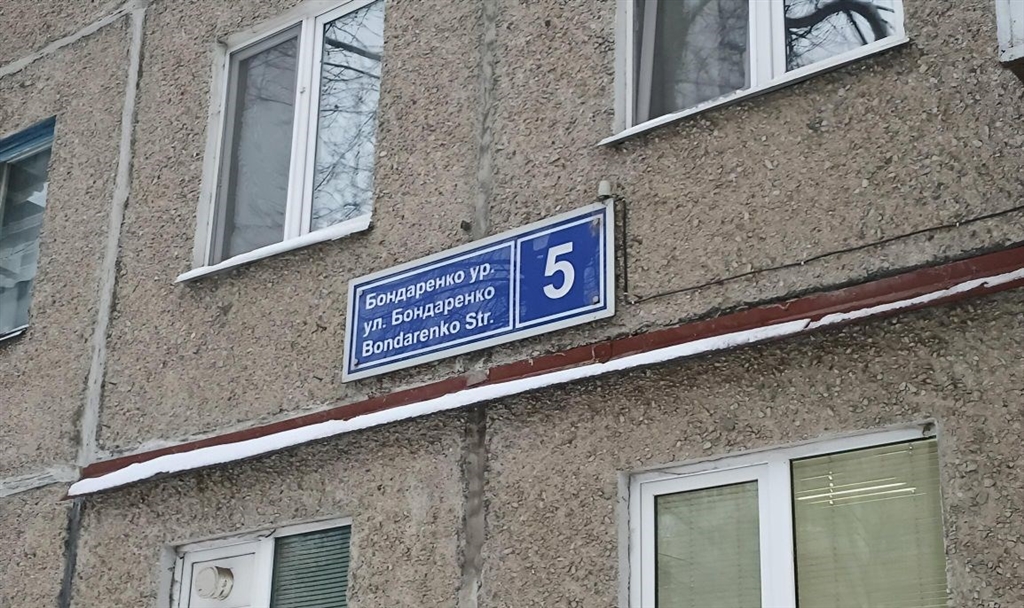 Бондаренко ур.
ул. Бондаренко
Bondarenko Str.
5